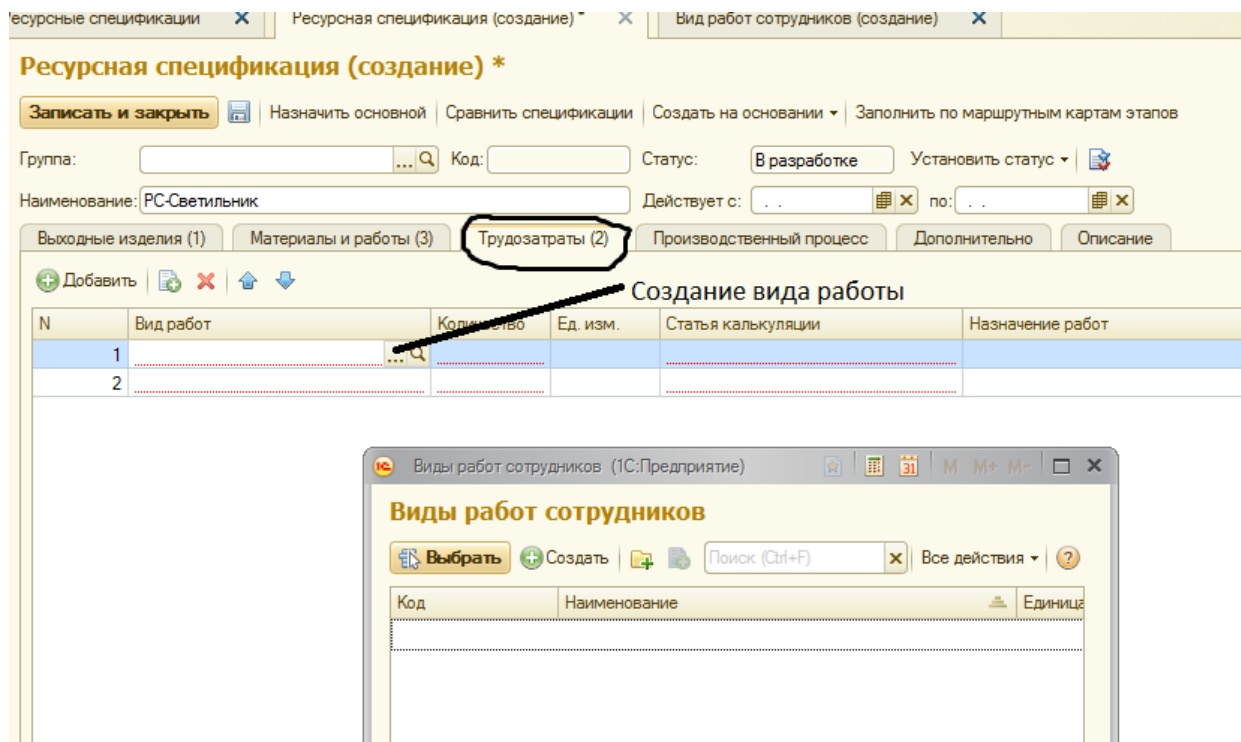 есурсные спецификации
Ресурсная спецификация (создание) *
Вид работ сотрудников (создание)
Ресурсная спецификация (создание) *
Записать и закрыть
Назначить основной
Сравнить спецификации
Создать на основании
Заполнить по маршрутным картам этапов
Группа:
...
Код:
Статус:
В разработке
Установить статус
Наименование:
РС-Светильник
Действует с:
. .
по:
. .
Выходные изделия (1)
Материалы и работы (3)
Трудозатраты (2)
Производственный процесс
Дополнительно
Описание
Добавить
Создание вида работы
N
Вид работ
Количество
Ед. изм.
Статья калькуляции
Назначение работ
1
...
2
Виды работ сотрудников (1С:Предприятие)
31
M
M+
M-
Виды работ сотрудников
Выбрать
Создать
Поиск (Ctrl+F)
Все действия
?
Код
Наименование
Единица